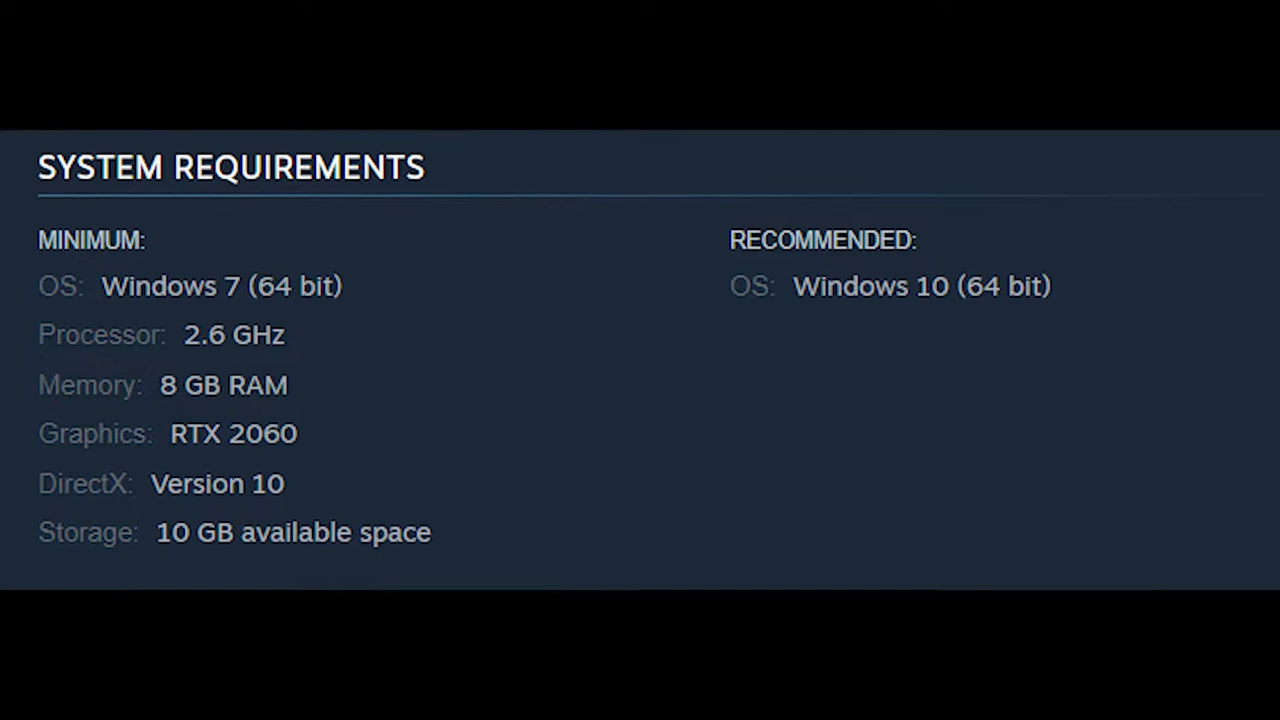 SYSTEM REQUIREMENTS
MINIMUM:
OS: Windows 7 (64 bit)
Processor: 2.6 GHz
Memory: 8 GB RAM
Graphics: RTX 2060
DirectX: Version 10
Storage: 10 GB available space
RECOMMENDED:
OS: Windows 10 (64 bit)